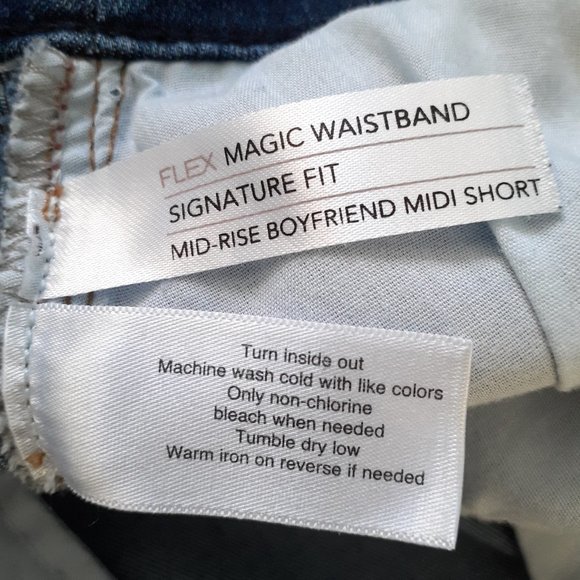 FLEX MAGIC WAISTBAND
SIGNATURE FIT
MID-RISE BOYFRIEND MIDI SHORT
Turn inside out
Machine wash cold with like colors
Only non-chlorine
bleach when needed
Tumble dry low
Warm iron on reverse if needed